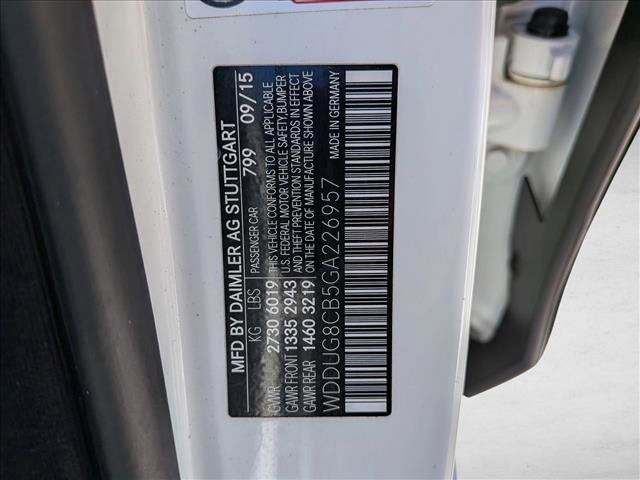 MFD BY DAIMLER AG STUTTGART
KG LBS PASSENGER CAR 799 09/15
GVWR 2730 6019 THIS VEHICLE CONFORMS TO ALL APPLICABLE
U.S. FEDERAL MOTOR VEHICLE SAFETY, BUMPER
GAWR FRONT 1335 2943 AND THEFT PREVENTION STANDARDS IN EFFECT
GAWR REAR 1460 3219 ON THE DATE OF MANUFACTURE SHOWN ABOVE
WDDUG8CB5GA226957 MADE IN GERMANY